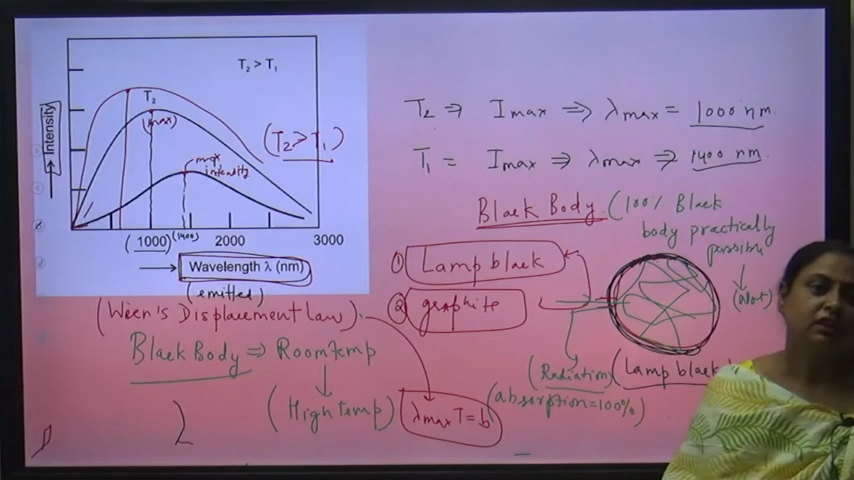 T2 > T1
T2
(max)
(T2 > T1)
max
intensity
Intensity
(1000) (1400) 2000 3000
Wavelength λ (nm)
(emitted)
(Wien's Displacement Law).
Black Body ⇒ Room temp
(High temp)
λmax T = b
T2 ⇒ Imax ⇒ λmax = 1000 nm.
T1 = Imax ⇒ λmax ⇒ 1400 nm.
Black Body. (100% Black
body practically
possible
(Not)
① Lamp black
② graphite
(Radiation) (Lamp black
(absorption=100%)